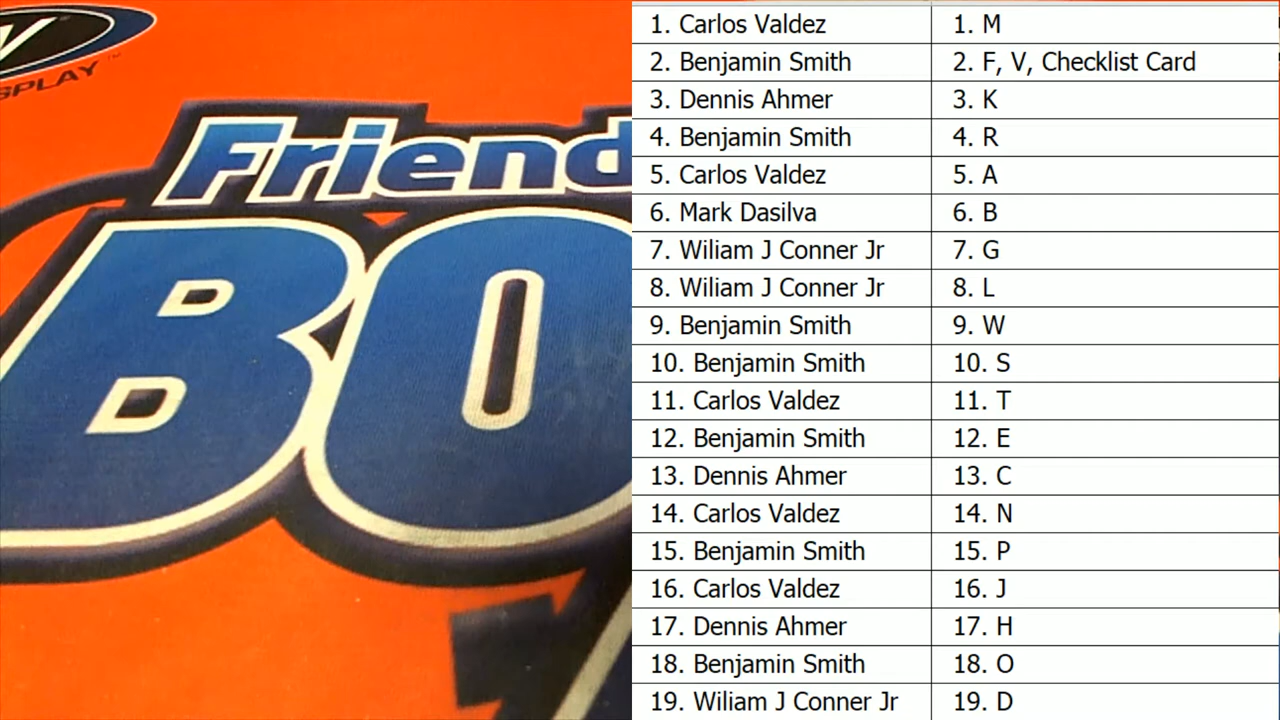 SPLAY™
Friend
BO
1. Carlos Valdez 1. M
2. Benjamin Smith 2. F, V, Checklist Card
3. Dennis Ahmer 3. K
4. Benjamin Smith 4. R
5. Carlos Valdez 5. A
6. Mark Dasilva 6. B
7. Wiliam J Conner Jr 7. G
8. Wiliam J Conner Jr 8. L
9. Benjamin Smith 9. W
10. Benjamin Smith 10. S
11. Carlos Valdez 11. T
12. Benjamin Smith 12. E
13. Dennis Ahmer 13. C
14. Carlos Valdez 14. N
15. Benjamin Smith 15. P
16. Carlos Valdez 16. J
17. Dennis Ahmer 17. H
18. Benjamin Smith 18. O
19. Wiliam J Conner Jr 19. D